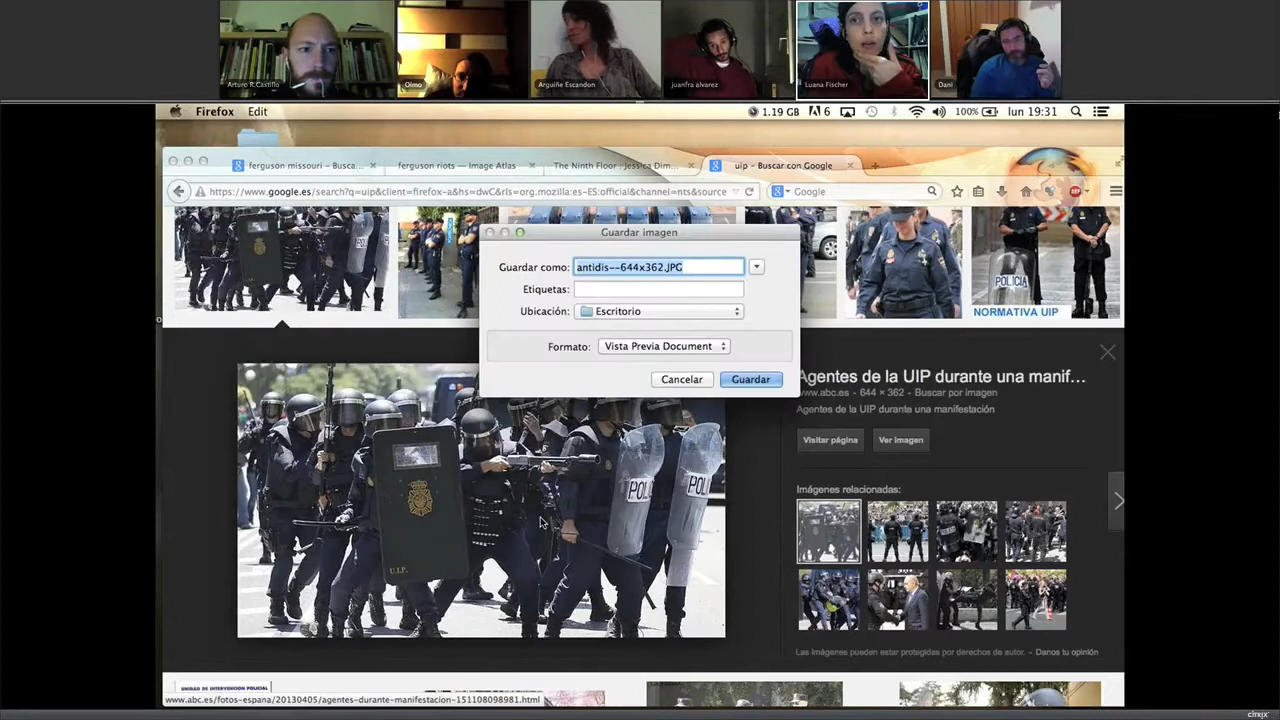 Arturo R.Castillo
Olmo
Arguiñe Escandon
juanfra alvarez
Luana Fischer
Dani
Firefox Edit
1.19 GB
6
100%
lun 19:31
ferguson missouri – Busca...
ferguson riots — Image Atlas
The Ninth Floor : Jessica Dim...
uip – Buscar con Google
https://www.google.es/search?q=uip&client=firefox-a&hs=dwC&rls=org.mozilla:es-ES:official&channel=nts&source
Google
ABP
Guardar imagen
Guardar como: antidis--644x362.JPG
Etiquetas:
Ubicación: Escritorio
Formato: Vista Previa Document
Cancelar Guardar
POLICIA
NORMATIVA UIP
Agentes de la UIP durante una manif...
www.abc.es - 644 × 362 - Buscar por imagen
Agentes de la UIP durante una manifestación
Visitar página Ver imagen
Imágenes relacionadas:
U.I.P.
POLI
POLI
Las Imágenes pueden estar protegidas por derechos de autor. - Danos tu opinión
UNIDAD DE INTERVENCION POLICIAL
www.abc.es/fotos-espana/20130405/agentes-durante-manifestacion-151108098981.html
CITRIX